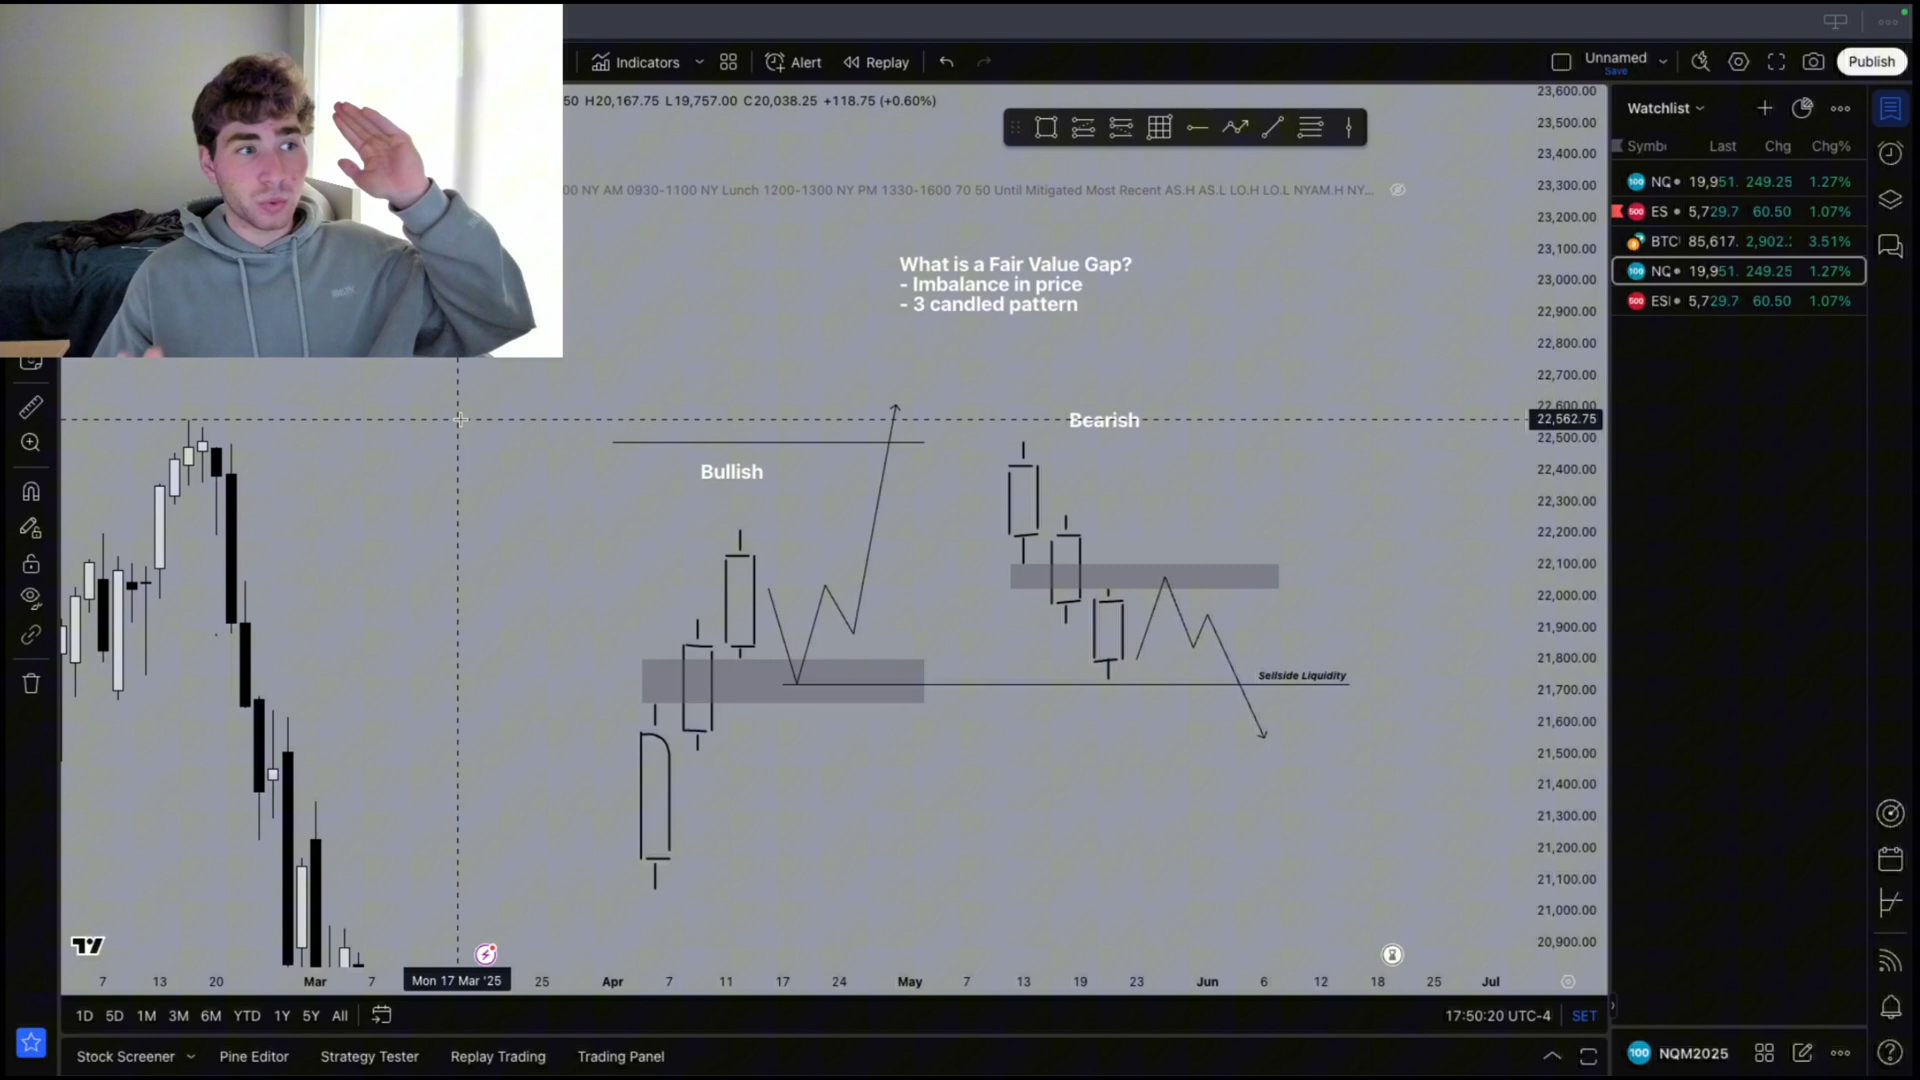 Indicators
Alert
Replay
Unnamed
Save
Publish
50 H20,167.75 L19,757.00 C20,038.25 +118.75 (+0.60%)
00 NY AM 0930-1100 NY Lunch 1200-1300 NY PM 1330-1600 70 50 Until Mitigated Most Recent AS.H AS.L LO.H LO.L NYAM.H NY...
What is a Fair Value Gap?
- Imbalance in price
- 3 candled pattern
Bullish
Bearish
Sellside Liquidity
23,600.00
23,500.00
23,400.00
23,300.00
23,200.00
23,100.00
23,000.00
22,900.00
22,800.00
22,700.00
22,600.00
22,562.75
22,500.00
22,400.00
22,300.00
22,200.00
22,100.00
22,000.00
21,900.00
21,800.00
21,700.00
21,600.00
21,500.00
21,400.00
21,300.00
21,200.00
21,100.00
21,000.00
20,900.00
Watchlist
Symb Last Chg Chg%
100 NQ 19,951. 249.25 1.27%
500 ES 5,729.7 60.50 1.07%
BTC 85,617. 2,902.: 3.51%
100 NQ 19,951. 249.25 1.27%
500 ES 5,729.7 60.50 1.07%
7 13 20 Mar 7 Mon 17 Mar '25 25 Apr 7 11 17 24 May 7 13 19 23 Jun 6 12 18 25 Jul
1D 5D 1M 3M 6M YTD 1Y 5Y All
17:50:20 UTC-4 SET
Stock Screener Pine Editor Strategy Tester Replay Trading Trading Panel
100 NQM2025